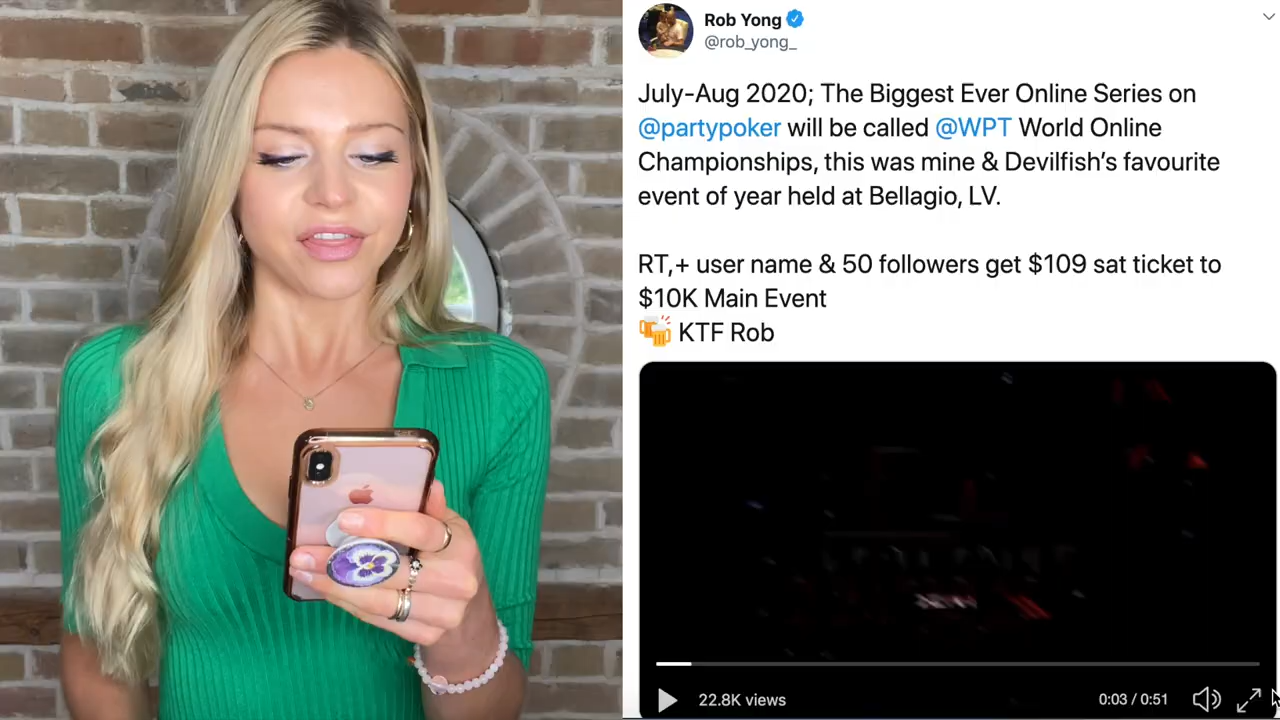 Rob Yong
@rob_yong_
July-Aug 2020; The Biggest Ever Online Series on
@partypoker will be called @WPT World Online
Championships, this was mine & Devilfish’s favourite
event of year held at Bellagio, LV.
RT,+ user name & 50 followers get $109 sat ticket to
$10K Main Event
🍻 KTF Rob
22.8K views
0:03 / 0:51